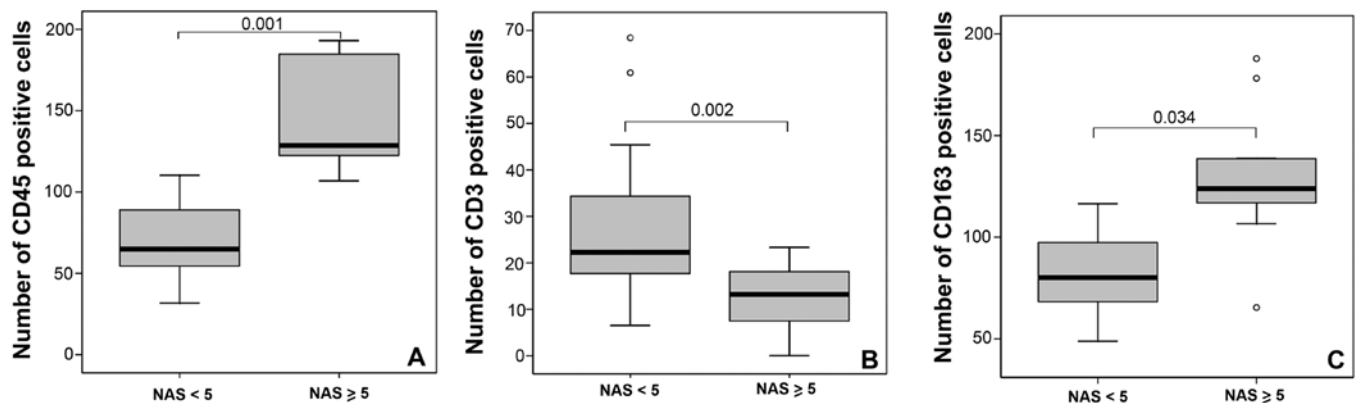 Number of CD45 positive cells
200
150
100
50
0
0.001
A
NAS < 5
NAS ≥ 5
Number of CD3 positive cells
70
60
50
40
30
20
10
0
0.002
B
NAS < 5
NAS ≥ 5
Number of CD163 positive cells
200
150
100
50
0.034
C
NAS < 5
NAS ≥ 5